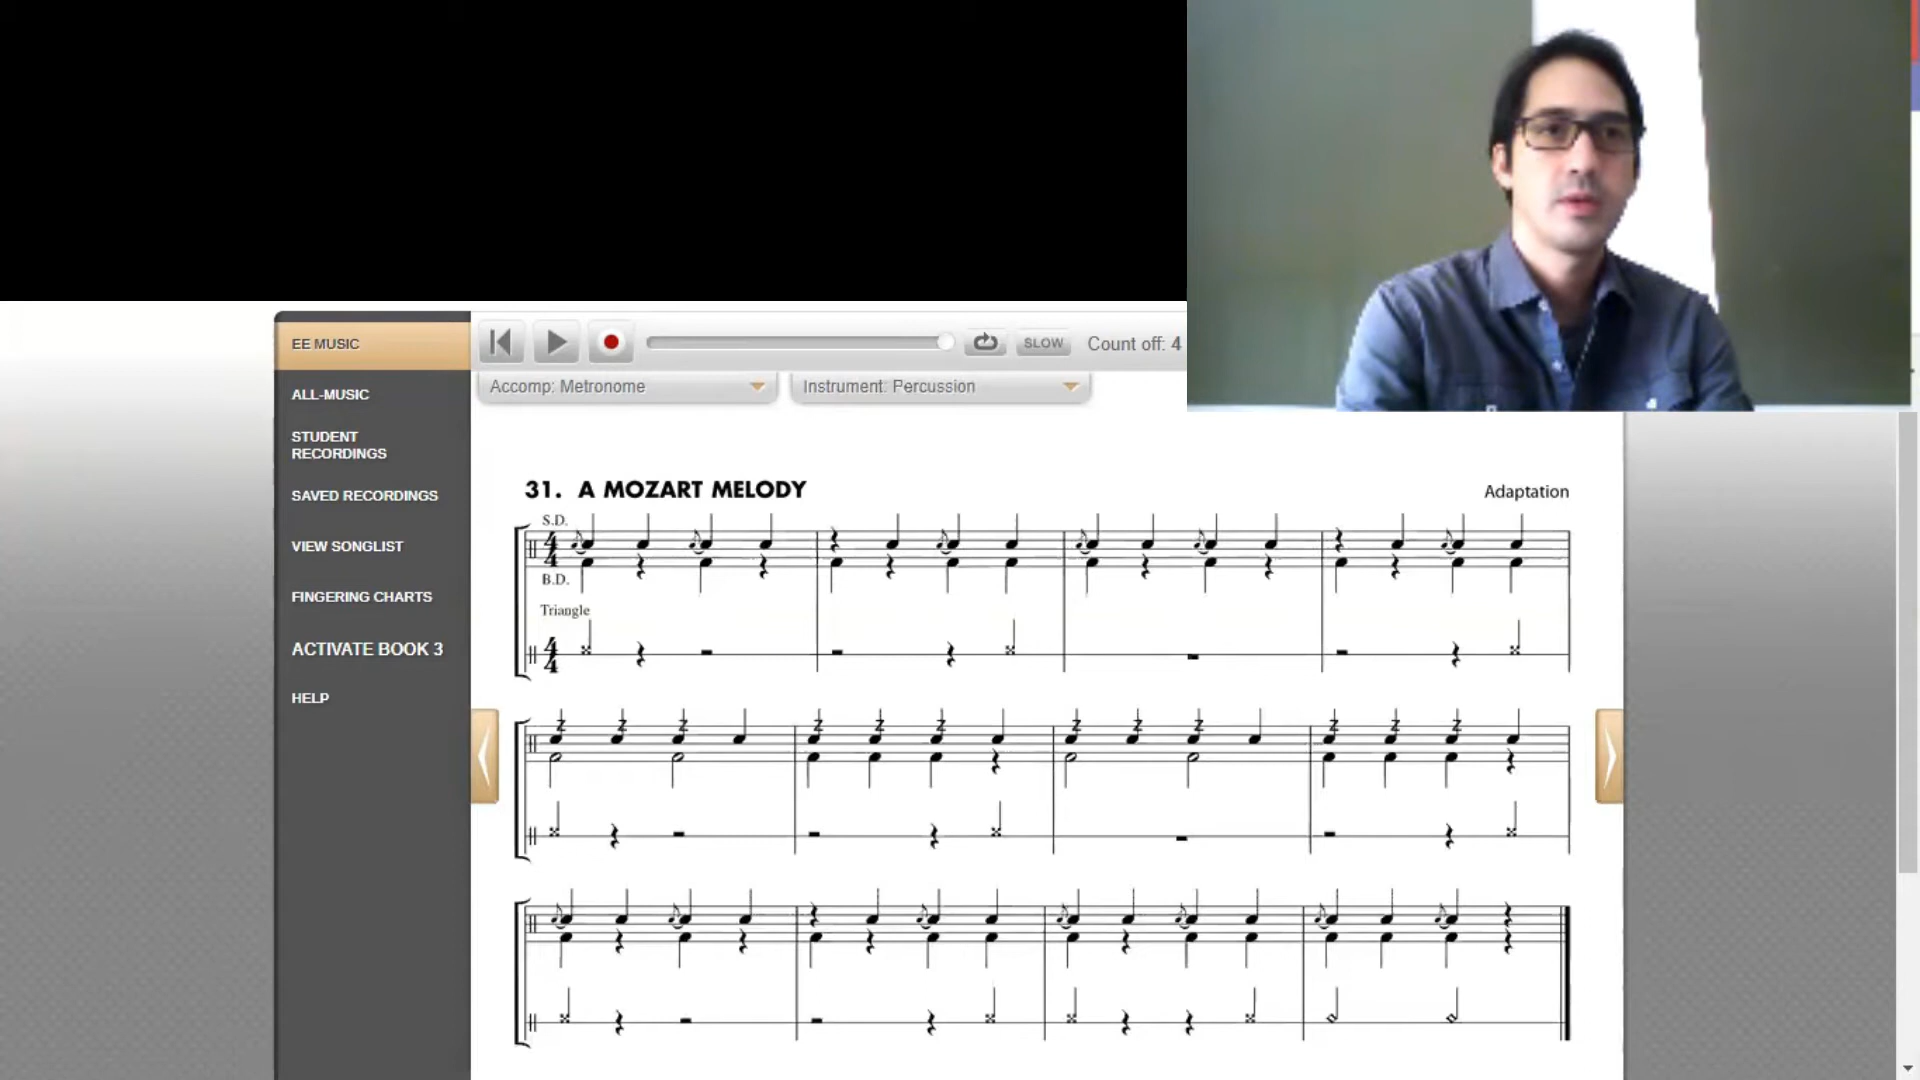 EE MUSIC
SLOW
Count off: 4
Accomp: Metronome
Instrument: Percussion
ALL-MUSIC
STUDENT
RECORDINGS
SAVED RECORDINGS
VIEW SONGLIST
FINGERING CHARTS
ACTIVATE BOOK 3
HELP
31. A MOZART MELODY
Adaptation
S.D.
B.D.
Triangle